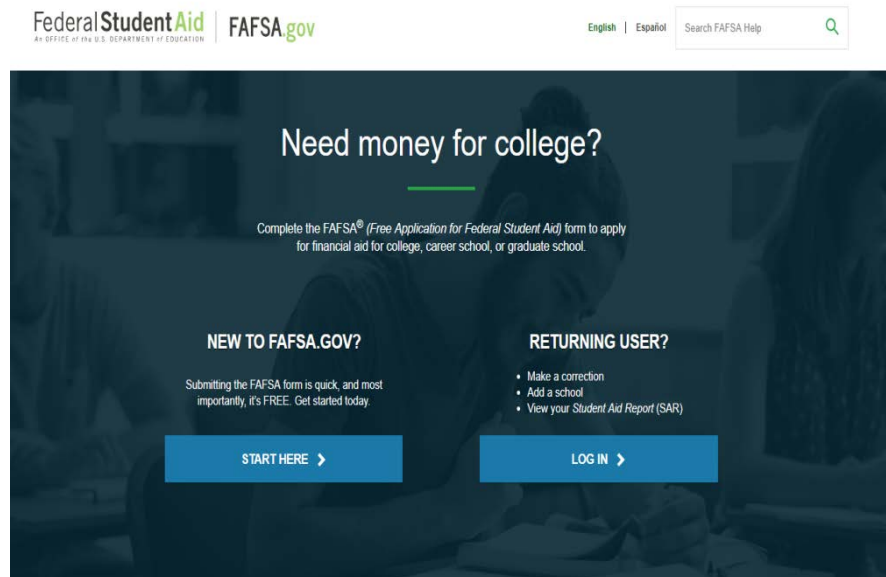 Federal Student Aid
An OFFICE of the U.S. DEPARTMENT of EDUCATION
FAFSA.gov
English | Español
Search FAFSA Help
Need money for college?
Complete the FAFSA® (Free Application for Federal Student Aid) form to apply
for financial aid for college, career school, or graduate school.
NEW TO FAFSA.GOV?
Submitting the FAFSA form is quick, and most
importantly, it's FREE. Get started today.
START HERE
RETURNING USER?
• Make a correction
• Add a school
• View your Student Aid Report (SAR)
LOG IN